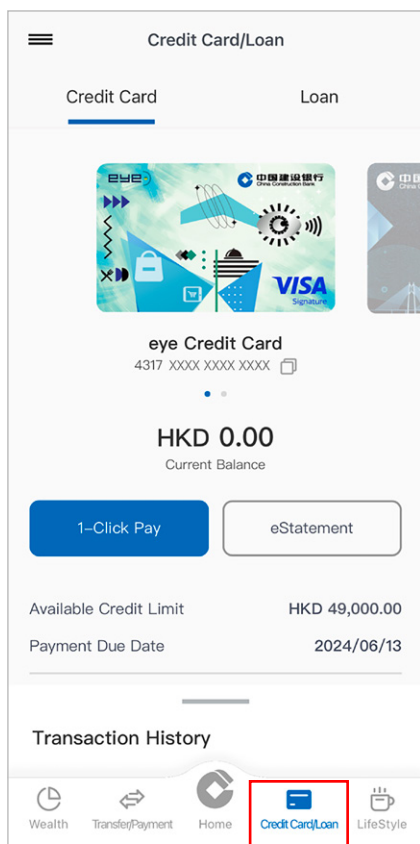 Credit Card/Loan
Credit Card
Loan
eye
中国建设银行
China Construction Bank
VISA
Signature
eye Credit Card
4317 XXXX XXXX XXXX
HKD 0.00
Current Balance
1-Click Pay
eStatement
Available Credit Limit
HKD 49,000.00
Payment Due Date
2024/06/13
Transaction History
Wealth
Transfer/Payment
Home
Credit Card/Loan
LifeStyle